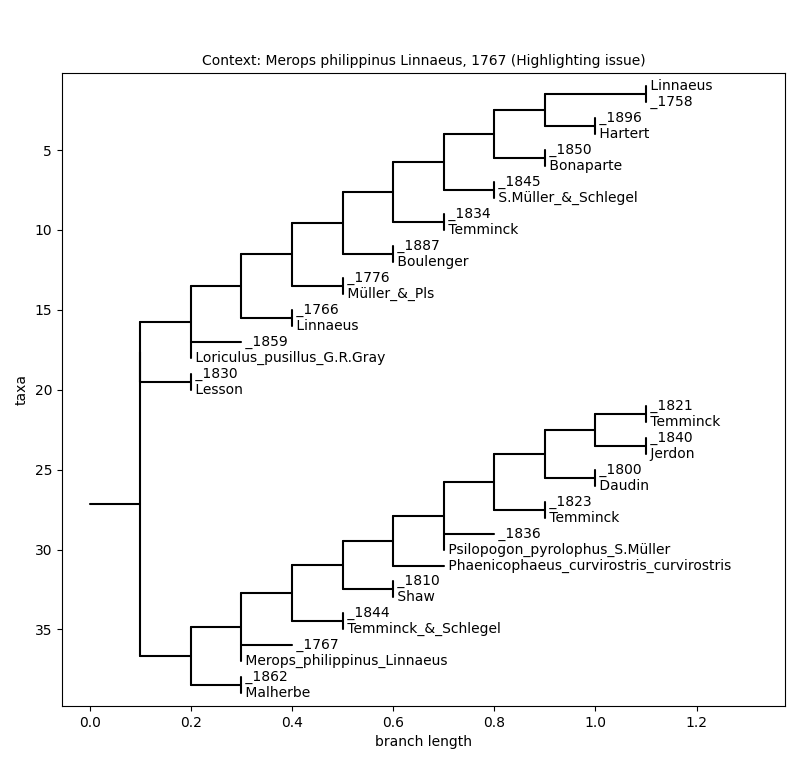 Context: Merops philippinus Linnaeus, 1767 (Highlighting issue)
Linnaeus
_1758
_1896
Hartert
_1850
Bonaparte
_1845
S.Müller_&_Schlegel
_1834
Temminck
_1887
Boulenger
_1776
Müller_&_Pls
_1766
Linnaeus
_1859
Loriculus_pusillus_G.R.Gray
_1830
Lesson
_1821
Temminck
_1840
Jerdon
_1800
Daudin
_1823
Temminck
_1836
Psilopogon_pyrolophus_S.Müller
Phaenicophaeus_curvirostris_curvirostris
_1810
Shaw
_1844
Temminck_&_Schlegel
_1767
Merops_philippinus_Linnaeus
_1862
Malherbe
5
10
15
20
25
30
35
taxa
0.0 0.2 0.4 0.6 0.8 1.0 1.2
branch length